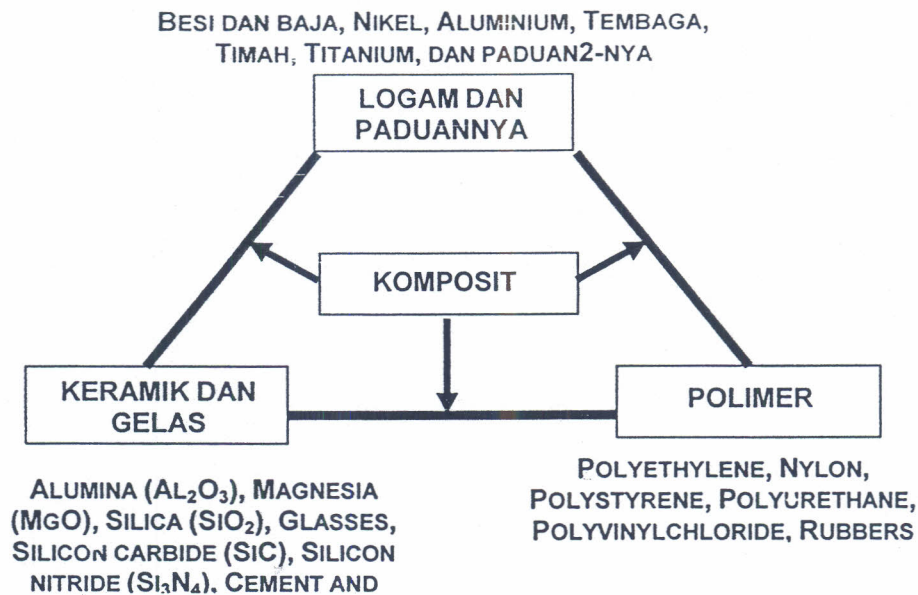 BESI DAN BAJA, NIKEL, ALUMINIUM, TEMBAGA,
TIMAH, TITANIUM, DAN PADUAN2-NYA
LOGAM DAN
PADUANNYA
KOMPOSIT
KERAMIK DAN
GELAS
POLIMER
ALUMINA (AL₂O₃), MAGNESIA
(MGO), SILICA (SIO₂), GLASSES,
SILICON CARBIDE (SIC), SILICON
NITRIDE (SI₃N₄), CEMENT AND
POLYETHYLENE, NYLON,
POLYSTYRENE, POLYURETHANE,
POLYVINYLCHLORIDE, RUBBERS